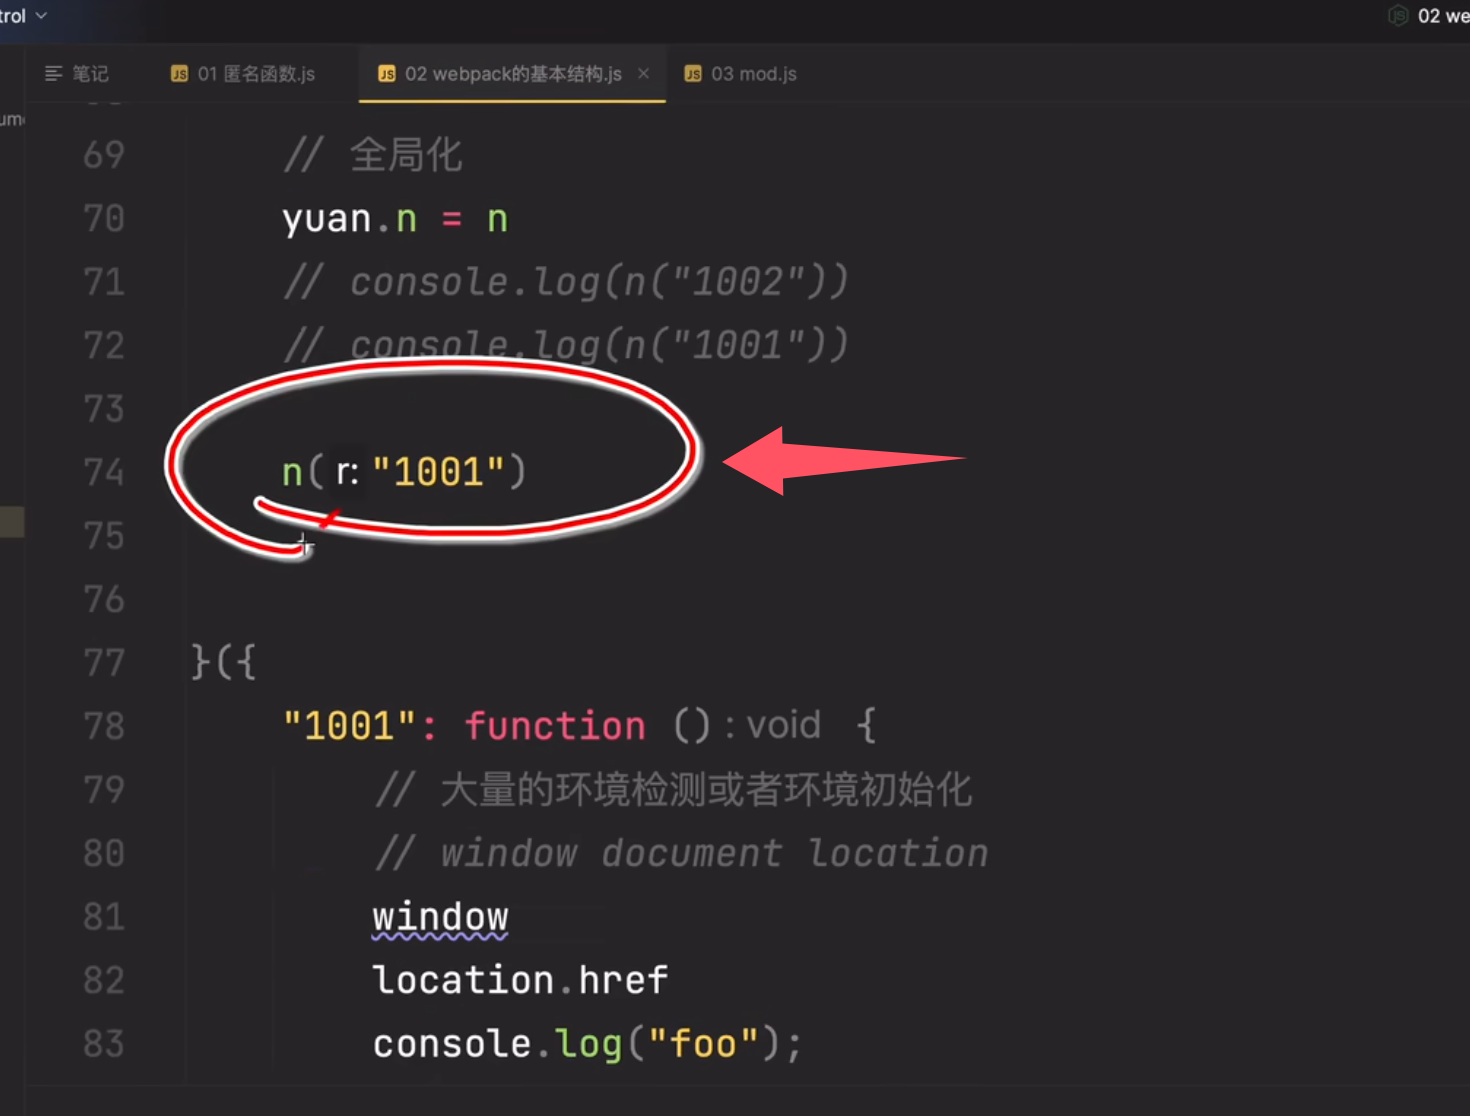 trol
02 we
笔记
01 匿名函数.js
02 webpack的基本结构.js
03 mod.js
69 // 全局化
70 yuan.n = n
71 // console.log(n("1002"))
72 // console.log(n("1001"))
73
74 n( r: "1001")
75
76
77 }({
78 "1001": function () : void {
79 // 大量的环境检测或者环境初始化
80 // window document location
81 window
82 location.href
83 console.log("foo");